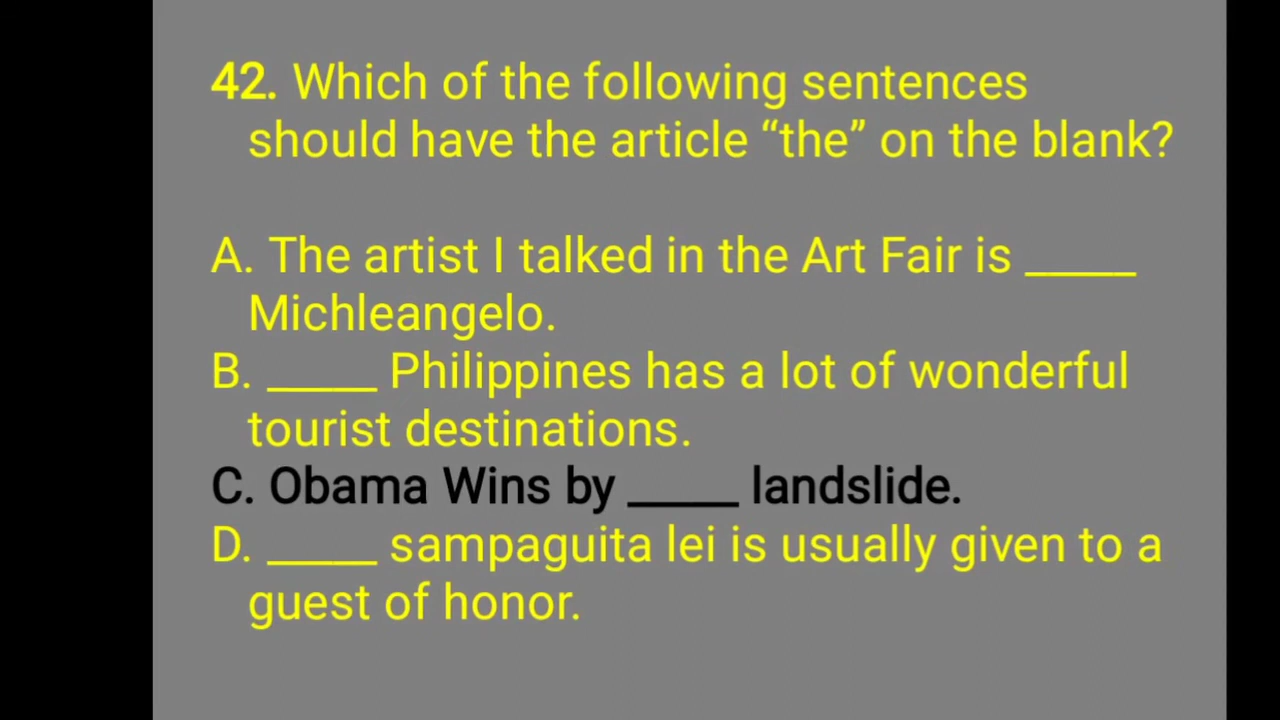 42. Which of the following sentences
should have the article “the” on the blank?
A. The artist I talked in the Art Fair is _____
Michleangelo.
B. _____ Philippines has a lot of wonderful
tourist destinations.
C. Obama Wins by _____ landslide.
D. _____ sampaguita lei is usually given to a
guest of honor.